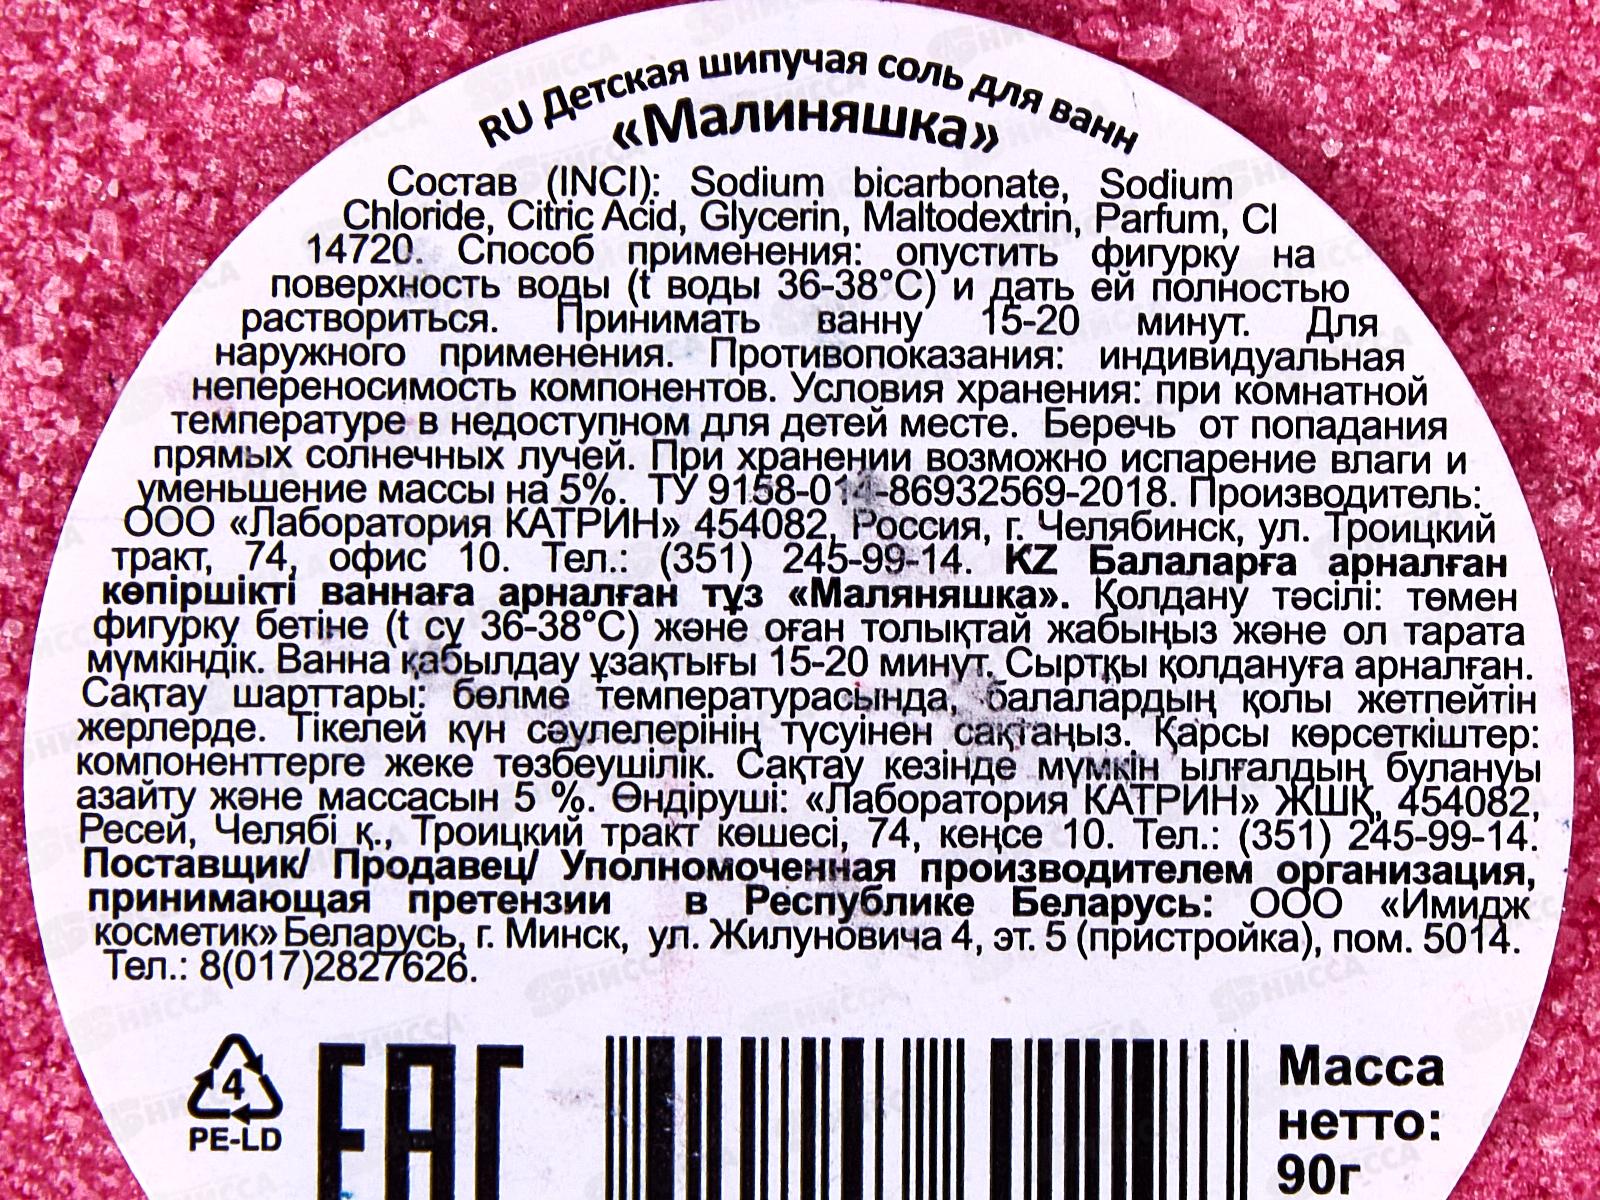 RU Детская шипучая соль для ванн
«Малиняшка»
Состав (INCI): Sodium bicarbonate, Sodium
Chloride, Citric Acid, Glycerin, Maltodextrin, Parfum, Cl
14720. Способ применения: опустить фигурку на
поверхность воды (t воды 36-38°C) и дать ей полностью
раствориться. Принимать ванну 15-20 минут. Для
наружного применения. Противопоказания: индивидуальная
непереносимость компонентов. Условия хранения: при комнатной
температуре в недоступном для детей месте. Беречь от попадания
прямых солнечных лучей. При хранении возможно испарение влаги и
уменьшение массы на 5%. ТУ 9158-014-86932569-2018. Производитель:
ООО «Лаборатория КАТРИН» 454082, Россия, г. Челябинск, ул. Троицкий
тракт, 74, офис 10. Тел.: (351) 245-99-14. KZ Балаларға арналған
көпіршікті ваннаға арналған тұз «Маляняшка». Қолдану тәсілі: төмен
фигурку бетіне (t су 36-38°C) және оған толықтай жабыңыз және ол тарата
мүмкіндік. Ванна қабылдау ұзақтығы 15-20 минут. Сыртқы қолдануға арналған.
Сақтау шарттары: бөлме температурасында, балалардың қолы жетпейтін
жерлерде. Тікелей күн сәулелерінің түсуінен сақтаңыз. Қарсы көрсеткіштер:
компоненттерге жеке төзбеушілік. Сақтау кезінде мүмкін ылғалдың булануы
азайту және массасын 5 %. Өндіруші: «Лаборатория КАТРИН» ЖШҚ, 454082,
Ресей, Челябі қ., Троицкий тракт көшесі, 74, кеңсе 10. Тел.: (351) 245-99-14.
Поставщик/ Продавец/ Уполномоченная производителем организация,
принимающая претензии в Республике Беларусь: ООО «Имидж
косметик» Беларусь, г. Минск, ул. Жилуновича 4, эт. 5 (пристройка), пом. 5014.
Тел.: 8(017)2827626.
4
PE-LD
EAC
Масса
нетто:
90г